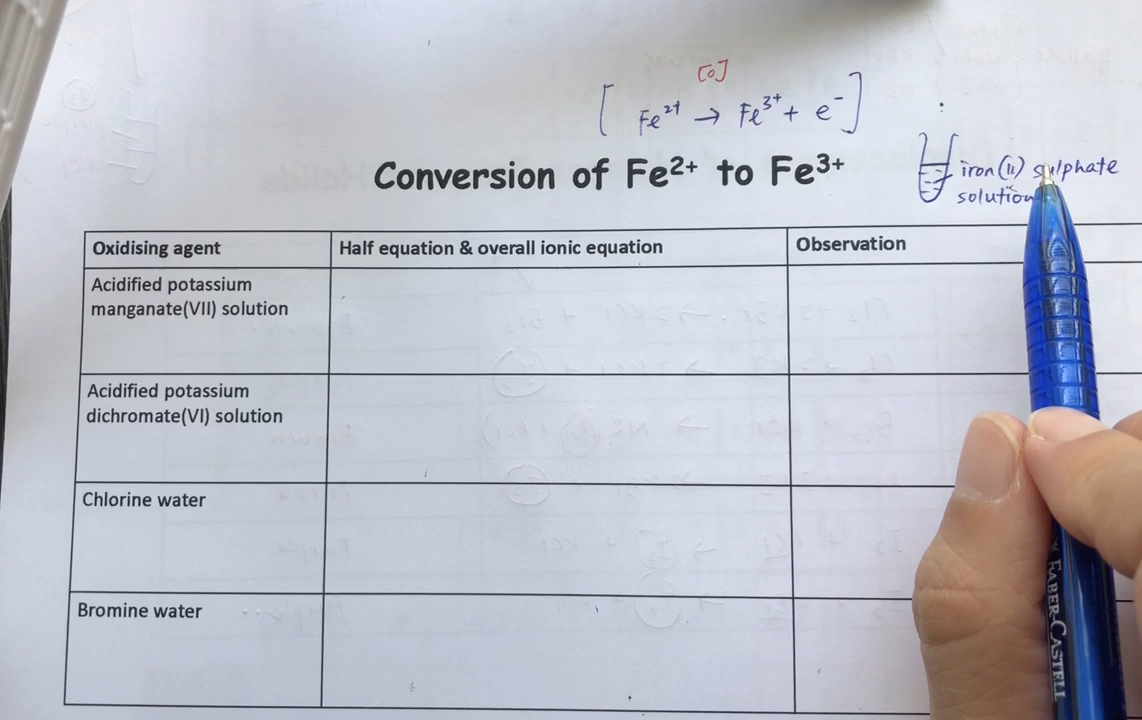 [O]
[ Fe²⁺ → Fe³⁺ + e⁻ ]
Conversion of Fe²⁺ to Fe³⁺
iron(II) sulphate
solution
Oxidising agent
Half equation & overall ionic equation
Observation
Acidified potassium
manganate(VII) solution
Acidified potassium
dichromate(VI) solution
Chlorine water
Bromine water
FABER-CASTELL